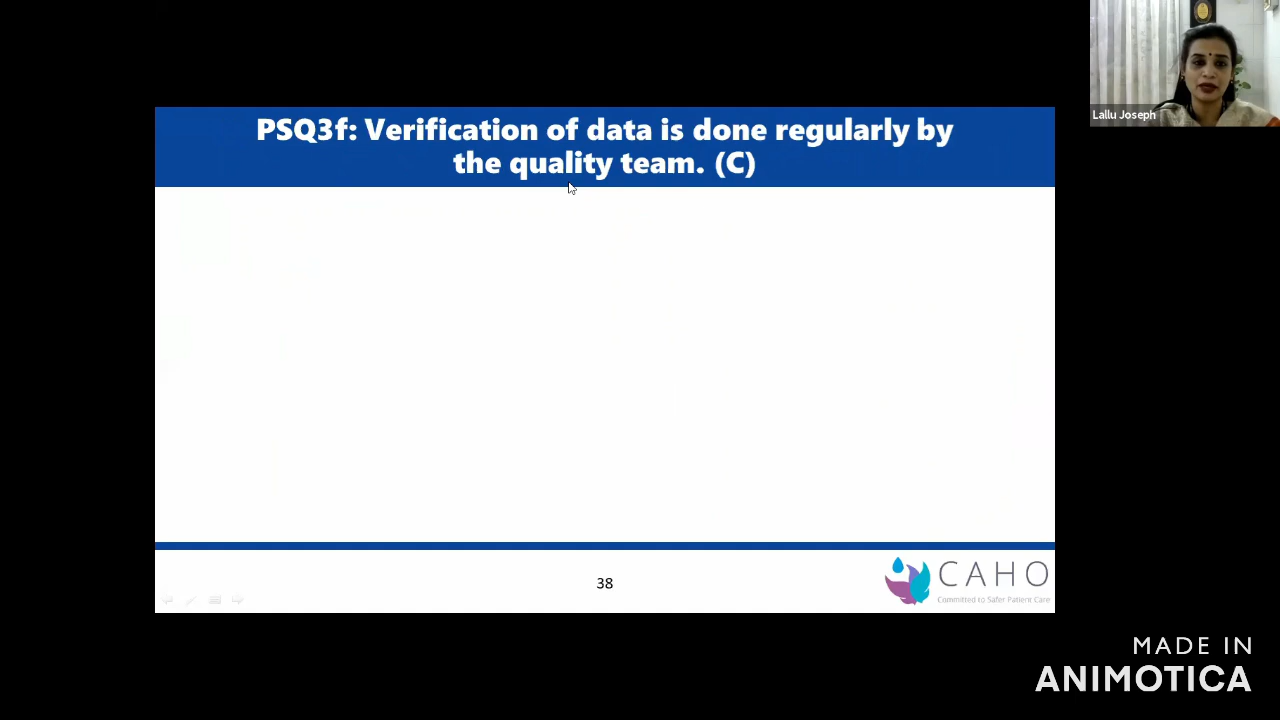 Lallu Joseph
PSQ3f: Verification of data is done regularly by
the quality team. (C)
38
CAHO
Committed to Safer Patient Care
MADE IN
ANIMOTICA